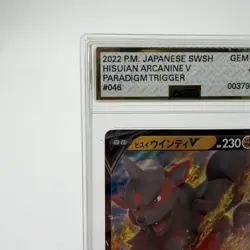 2022 P.M. JAPANESE SWSH GEM
HISUIAN ARCANINE V
PARADIGM TRIGGER
#046 00379
ヒスイウインディV HP230